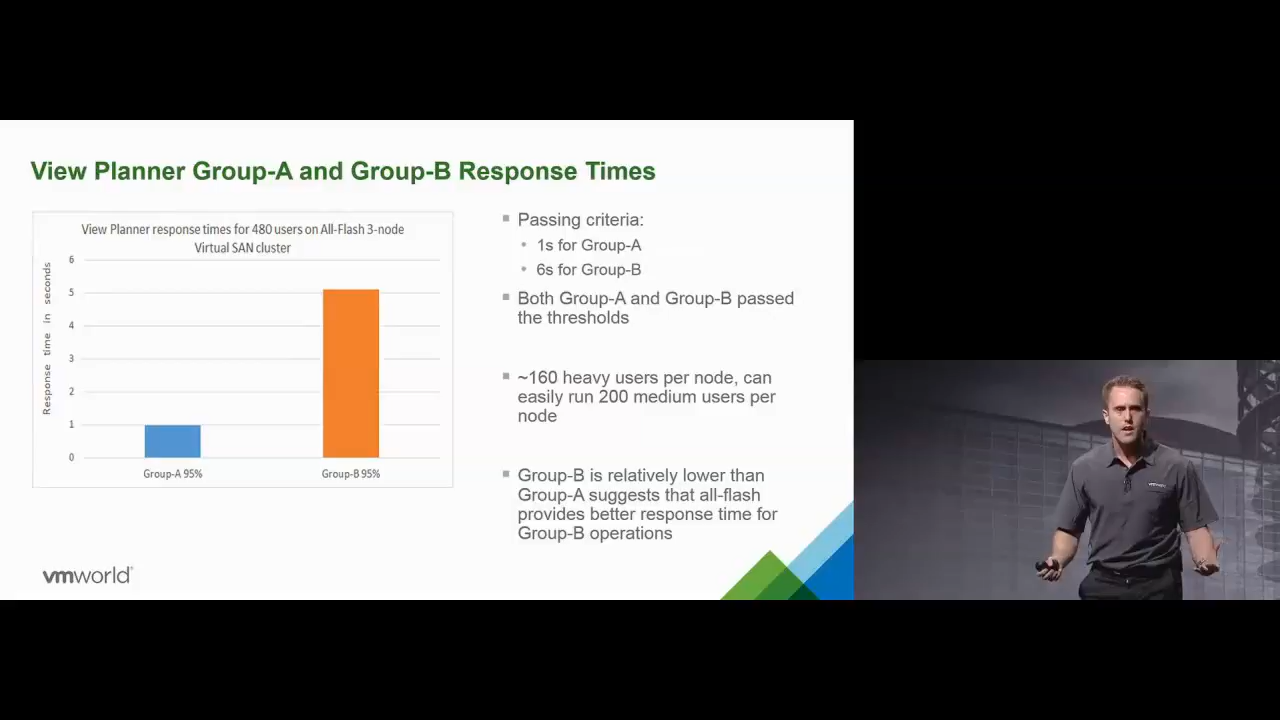 View Planner Group-A and Group-B Response Times
View Planner response times for 480 users on All-Flash 3-node
Virtual SAN cluster
Response time in seconds
6
5
4
3
2
1
0
Group-A 95%
Group-B 95%
Passing criteria:
1s for Group-A
6s for Group-B
Both Group-A and Group-B passed
the thresholds
~160 heavy users per node, can
easily run 200 medium users per
node
Group-B is relatively lower than
Group-A suggests that all-flash
provides better response time for
Group-B operations
vmworld®
vmware